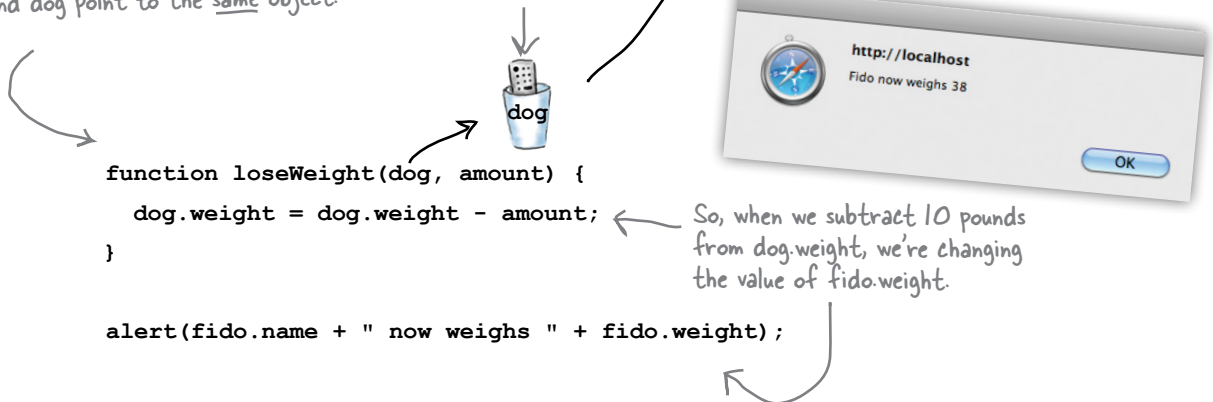 and dog point to the same object.
http://localhost
Fido now weighs 38
OK
dog
function loseWeight(dog, amount) {
dog.weight = dog.weight - amount;
}
So, when we subtract 10 pounds
from dog.weight, we're changing
the value of fido.weight.
alert(fido.name + " now weighs " + fido.weight);